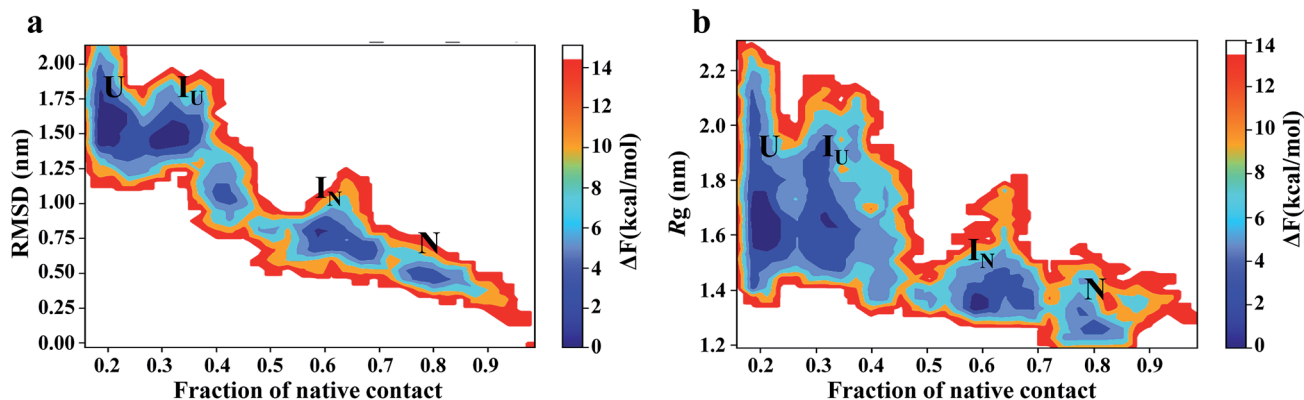 a
RMSD (nm)
2.00
1.75
1.50
1.25
1.00
0.75
0.50
0.25
0.00
U
I_U
I_N
N
0.2 0.3 0.4 0.5 0.6 0.7 0.8 0.9
Fraction of native contact
14
12
10
8
6
4
2
0
ΔF(kcal/mol)
b
Rg (nm)
2.2
2.0
1.8
1.6
1.4
1.2
U
I_U
I_N
N
0.2 0.3 0.4 0.5 0.6 0.7 0.8 0.9
Fraction of native contact
14
12
10
8
6
4
2
0
ΔF(kcal/mol)